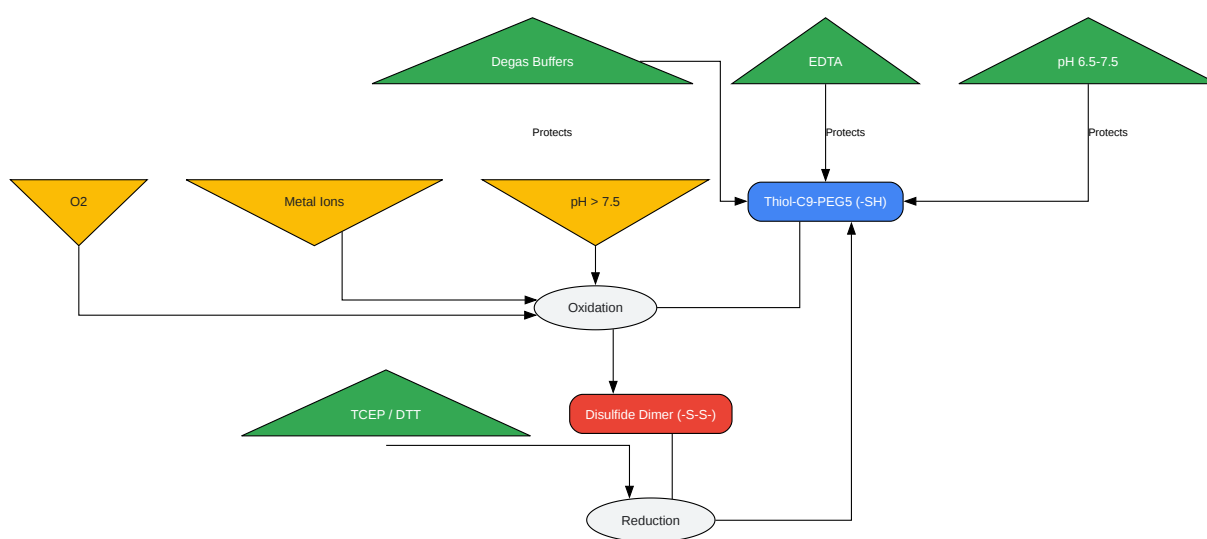 Degas Buffers
EDTA
pH 6.5-7.5
Protects
Protects
Protects
O2
Metal Ions
pH > 7.5
Thiol-C9-PEG5 (-SH)
Oxidation
TCEP / DTT
Disulfide Dimer (-S-S-)
Reduction